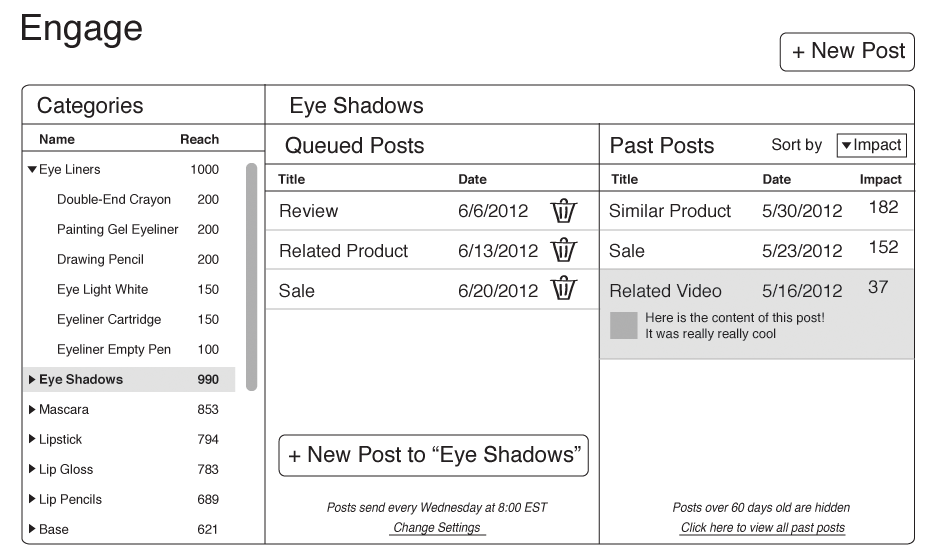 Engage
+ New Post
Categories
Eye Shadows
Name Reach
Eye Liners 1000
Double-End Crayon 200
Painting Gel Eyeliner 200
Drawing Pencil 200
Eye Light White 150
Eyeliner Cartridge 150
Eyeliner Empty Pen 100
Eye Shadows 990
Mascara 853
Lipstick 794
Lip Gloss 783
Lip Pencils 689
Base 621
Queued Posts
Title Date
Review 6/6/2012
Related Product 6/13/2012
Sale 6/20/2012
+ New Post to “Eye Shadows”
Posts send every Wednesday at 8:00 EST
Change Settings
Past Posts Sort by Impact
Title Date Impact
Similar Product 5/30/2012 182
Sale 5/23/2012 152
Related Video 5/16/2012 37
Here is the content of this post!
It was really really cool
Posts over 60 days old are hidden
Click here to view all past posts